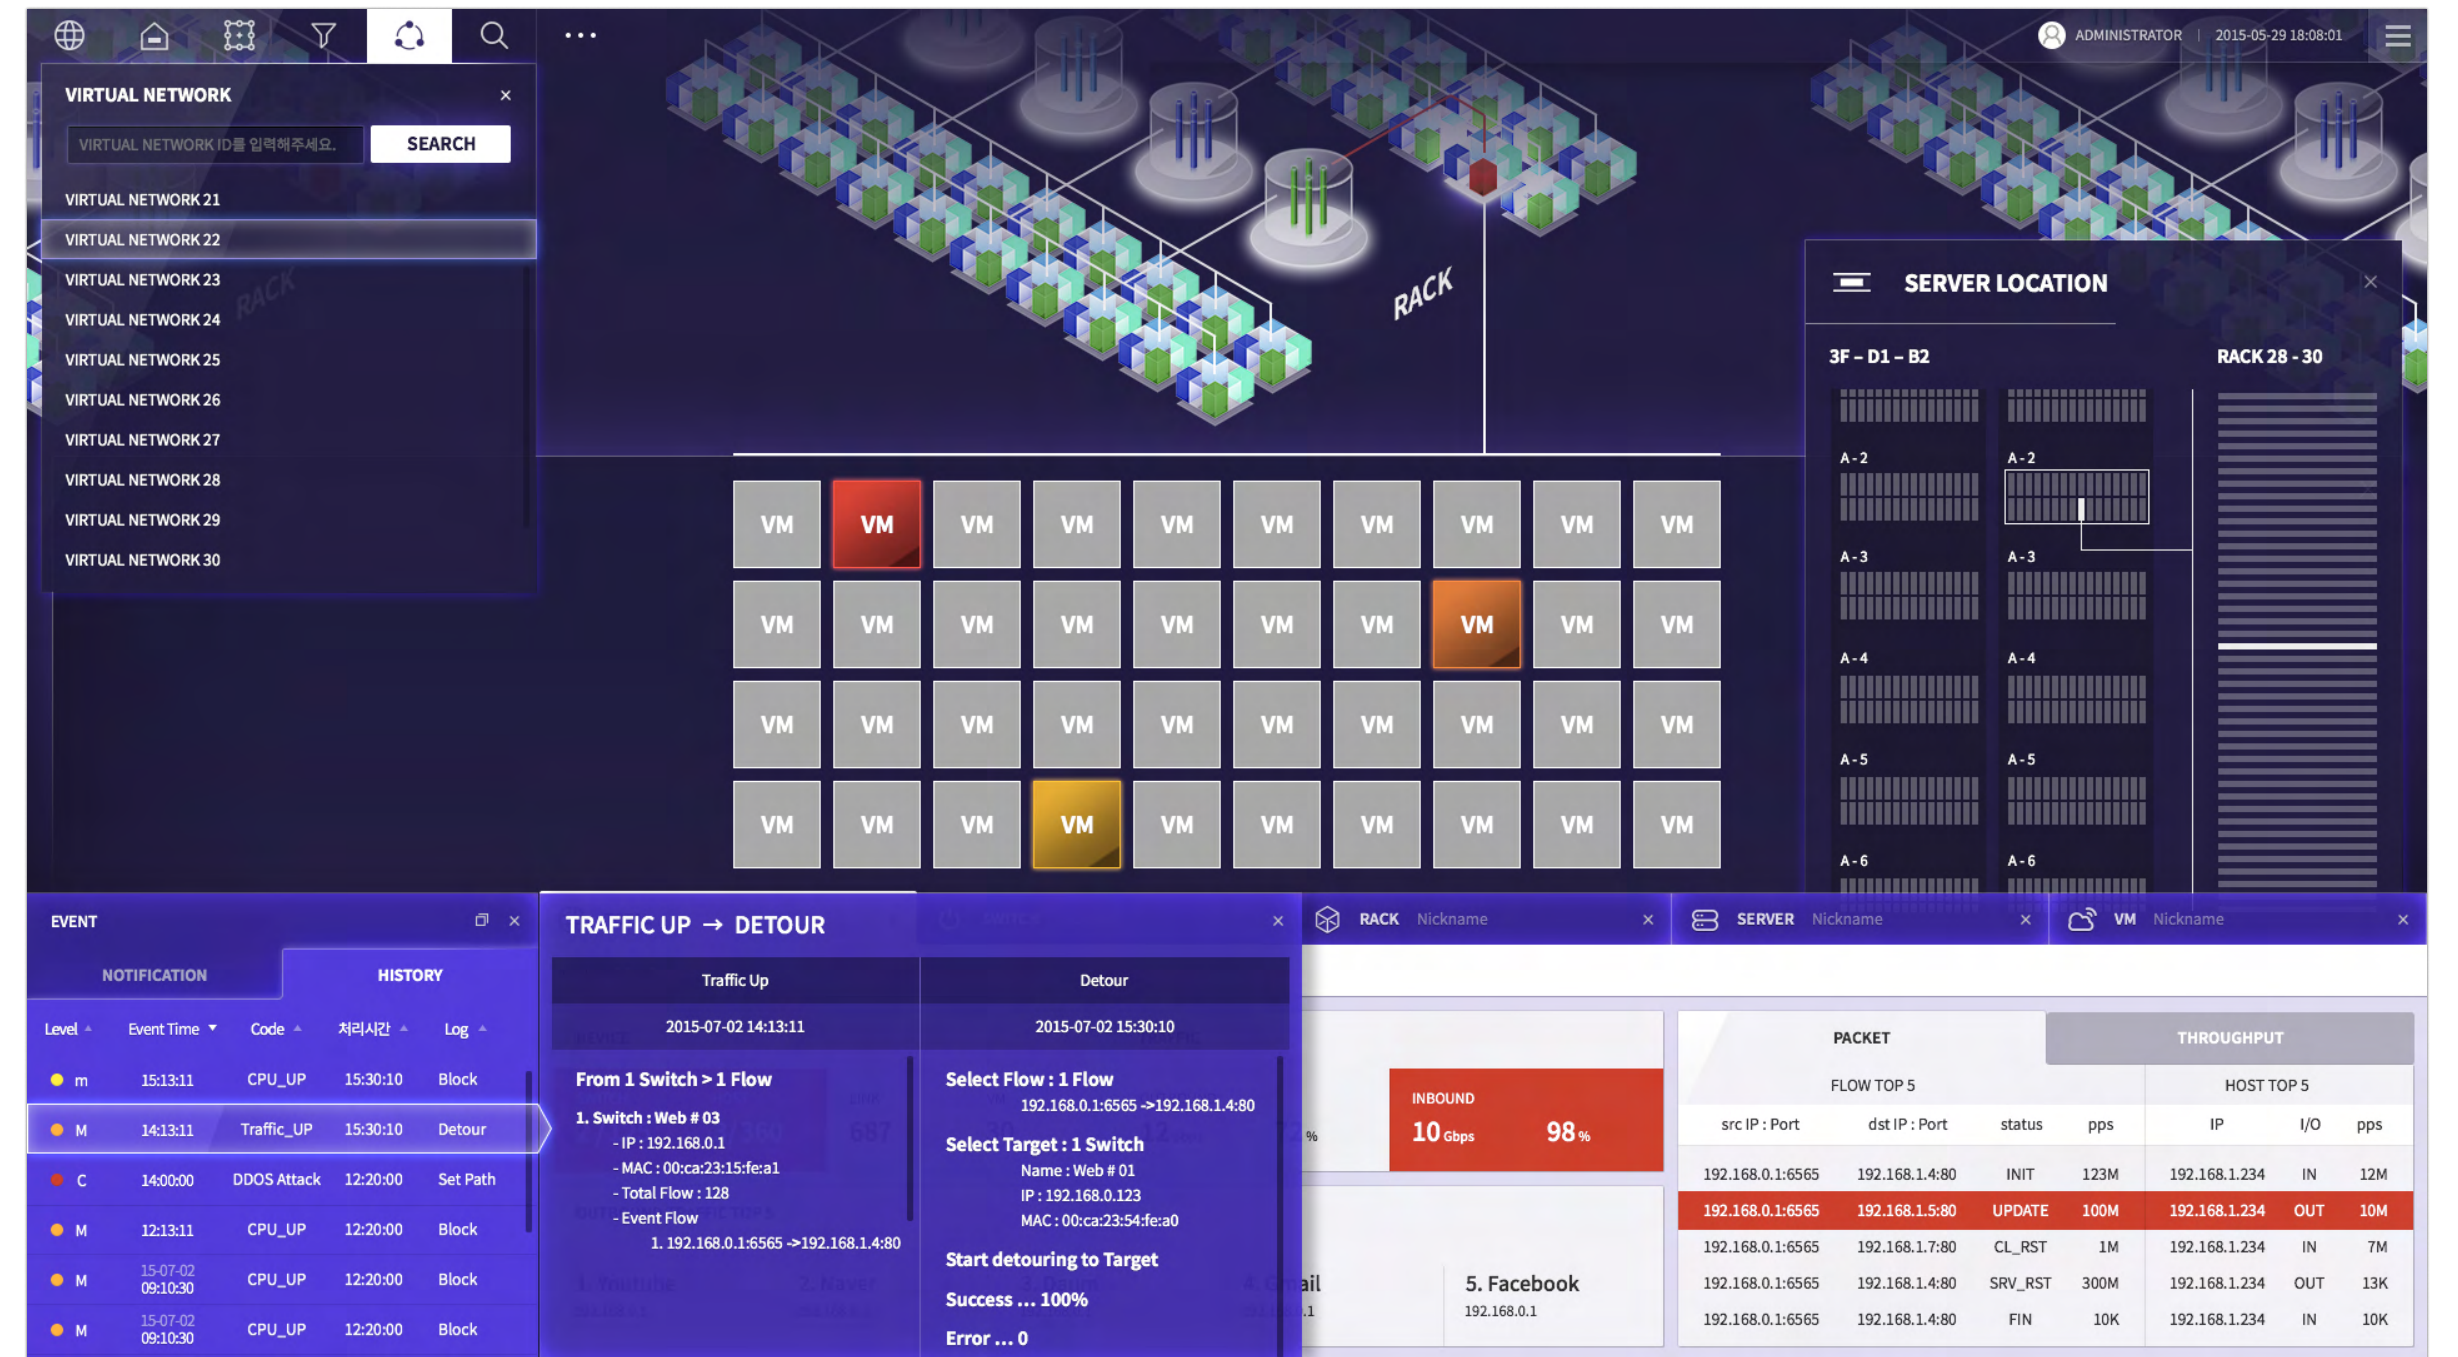 ADMINISTRATOR | 2015-05-29 18:08:01
VIRTUAL NETWORK
VIRTUAL NETWORK ID를 입력해주세요.
SEARCH
VIRTUAL NETWORK 21
VIRTUAL NETWORK 22
VIRTUAL NETWORK 23
VIRTUAL NETWORK 24
VIRTUAL NETWORK 25
VIRTUAL NETWORK 26
VIRTUAL NETWORK 27
VIRTUAL NETWORK 28
VIRTUAL NETWORK 29
VIRTUAL NETWORK 30
RACK
RACK
SERVER LOCATION
3F – D1 – B2
RACK 28 - 30
A - 2 A - 2
A - 3 A - 3
A - 4 A - 4
A - 5 A - 5
A - 6 A - 6
VM VM VM VM VM VM VM VM VM VM
VM VM VM VM VM VM VM VM VM VM
VM VM VM VM VM VM VM VM VM VM
VM VM VM VM VM VM VM VM VM VM
EVENT
NOTIFICATION HISTORY
Level Event Time Code 처리시간 Log
m 15:13:11 CPU_UP 15:30:10 Block
M 14:13:11 Traffic_UP 15:30:10 Detour
C 14:00:00 DDOS Attack 12:20:00 Set Path
M 12:13:11 CPU_UP 12:20:00 Block
M 15-07-02 09:10:30 CPU_UP 12:20:00 Block
M 15-07-02 09:10:30 CPU_UP 12:20:00 Block
TRAFFIC UP → DETOUR
Traffic Up
2015-07-02 14:13:11
From 1 Switch > 1 Flow
1. Switch : Web # 03
- IP : 192.168.0.1
- MAC : 00:ca:23:15:fe:a1
- Total Flow : 128
- Event Flow
1. 192.168.0.1:6565 ->192.168.1.4:80
Detour
2015-07-02 15:30:10
Select Flow : 1 Flow
192.168.0.1:6565 ->192.168.1.4:80
Select Target : 1 Switch
Name : Web # 01
IP : 192.168.0.123
MAC : 00:ca:23:54:fe:a0
Start detouring to Target
Success ... 100%
Error ... 0
RACK Nickname
SERVER Nickname
VM Nickname
%
INBOUND
10 Gbps 98 %
1. Youtube
2. Naver
4. Gmail
5. Facebook
192.168.0.1
PACKET THROUGHPUT
FLOW TOP 5 HOST TOP 5
src IP : Port dst IP : Port status pps IP I/O pps
192.168.0.1:6565 192.168.1.4:80 INIT 123M 192.168.1.234 IN 12M
192.168.0.1:6565 192.168.1.5:80 UPDATE 100M 192.168.1.234 OUT 10M
192.168.0.1:6565 192.168.1.7:80 CL_RST 1M 192.168.1.234 IN 7M
192.168.0.1:6565 192.168.1.4:80 SRV_RST 300M 192.168.1.234 OUT 13K
192.168.0.1:6565 192.168.1.4:80 FIN 10K 192.168.1.234 IN 10K